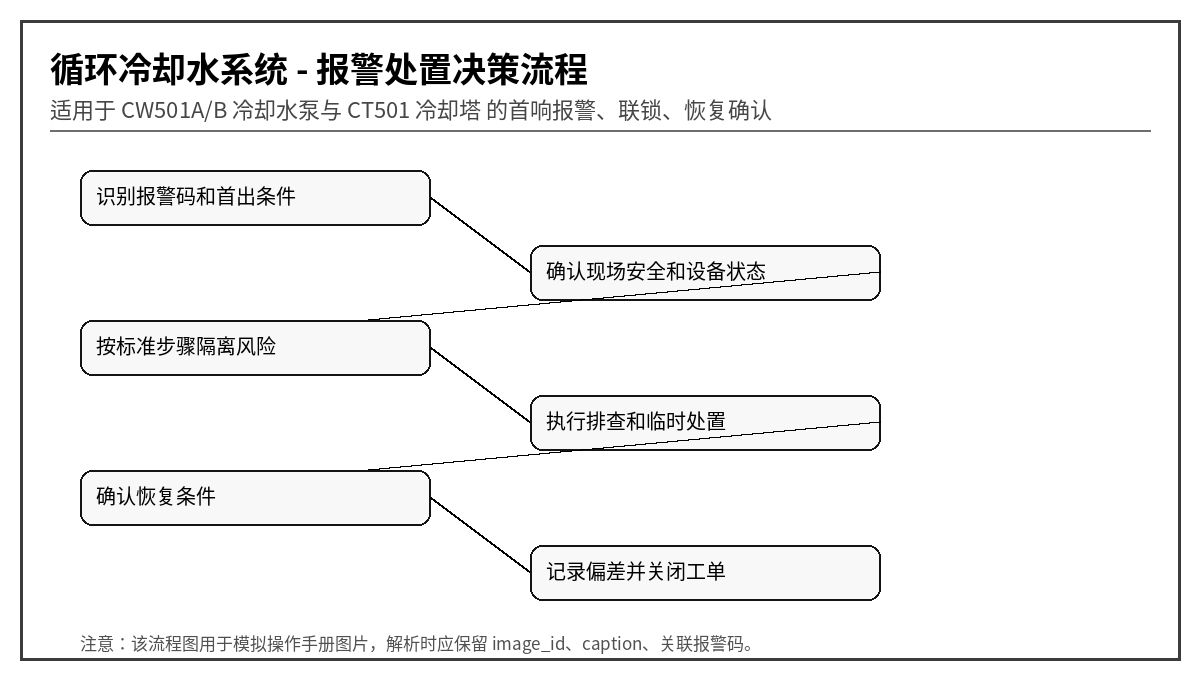 循环冷却水系统 - 报警处置决策流程
适用于 CW501A/B 冷却水泵与 CT501 冷却塔 的首响报警、联锁、恢复确认
识别报警码和首出条件
确认现场安全和设备状态
按标准步骤隔离风险
执行排查和临时处置
确认恢复条件
记录偏差并关闭工单
注意：该流程图用于模拟操作手册图片，解析时应保留 image_id、caption、关联报警码。